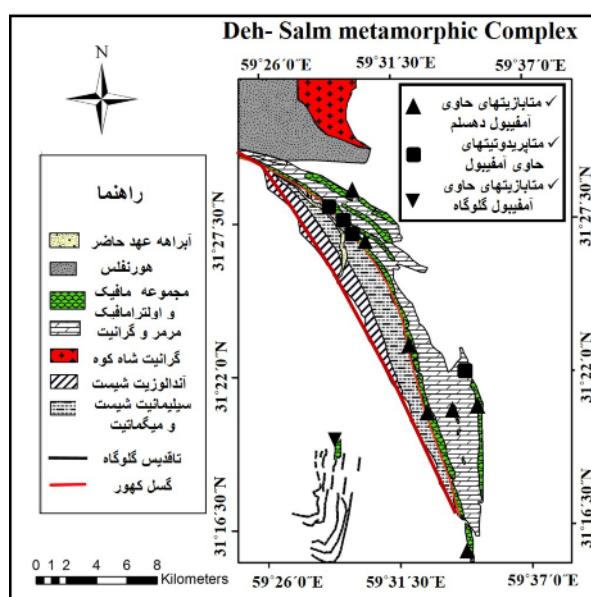 Deh- Salm metamorphic Complex
N
59°26´0˝E
59°31´30˝E
59°37´0˝E
✓ متابازیتهای حاوی
آمفیبول دهسلم
✓ متاپریدوتیتهای
حاوی آمفیبول
✓ متابازیتهای حاوی
آمفیبول گلوگاه
راهنما
آبراهه عهد حاضر
هورنفلس
مجموعه مافیک
و اولترامافیک
مرمر و گرانیت
گرانیت شاه کوه
آندالوزیت شیست
سیلیمانیت شیست
و میگماتیت
تاقدیس گلوگاه
گسل کهور
31°27´30˝N
31°22´0˝N
31°16´30˝N
31°27´30˝N
31°22´0˝N
31°16´30˝N
0 1 2 4 6 8
Kilometers
59°26´0˝E
59°31´30˝E
59°37´0˝E